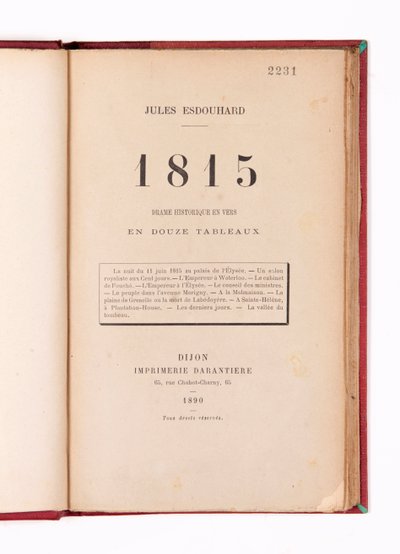 2231
JULES ESDOUHARD
1815
DRAME HISTORIQUE EN VERS
EN DOUZE TABLEAUX
La nuit du 11 juin 1815 au palais de l'Élysée. — Un salon
royaliste aux Cent jours. — L'Empereur à Waterloo. — Le cabinet
de Fouché. — L'Empereur à l'Élysée. — Le conseil des ministres.
— Le peuple dans l'avenue Marigny. — A la Malmaison. — La
plaine de Grenelle ou la mort de Labédoyère. — A Sainte-Hélène,
à Plantation-House. — Les derniers jours. — La vallée du
tombeau.
DIJON
IMPRIMERIE DARANTIERE
65, rue Chabot-Charny, 65
1890
Tous droits réservés.